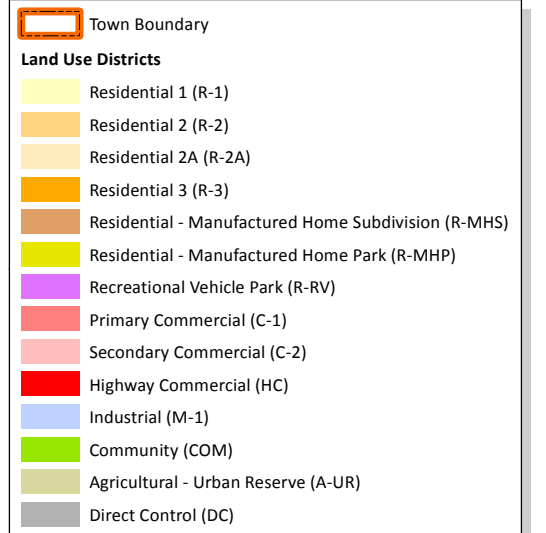 Town Boundary
Land Use Districts
Residential 1 (R-1)
Residential 2 (R-2)
Residential 2A (R-2A)
Residential 3 (R-3)
Residential - Manufactured Home Subdivision (R-MHS)
Residential - Manufactured Home Park (R-MHP)
Recreational Vehicle Park (R-RV)
Primary Commercial (C-1)
Secondary Commercial (C-2)
Highway Commercial (HC)
Industrial (M-1)
Community (COM)
Agricultural - Urban Reserve (A-UR)
Direct Control (DC)